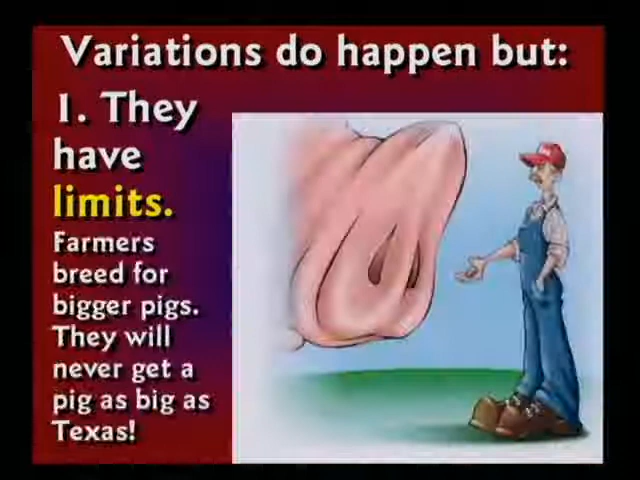 Variations do happen but:
1. They
have
limits.
Farmers
breed for
bigger pigs.
They will
never get a
pig as big as
Texas!